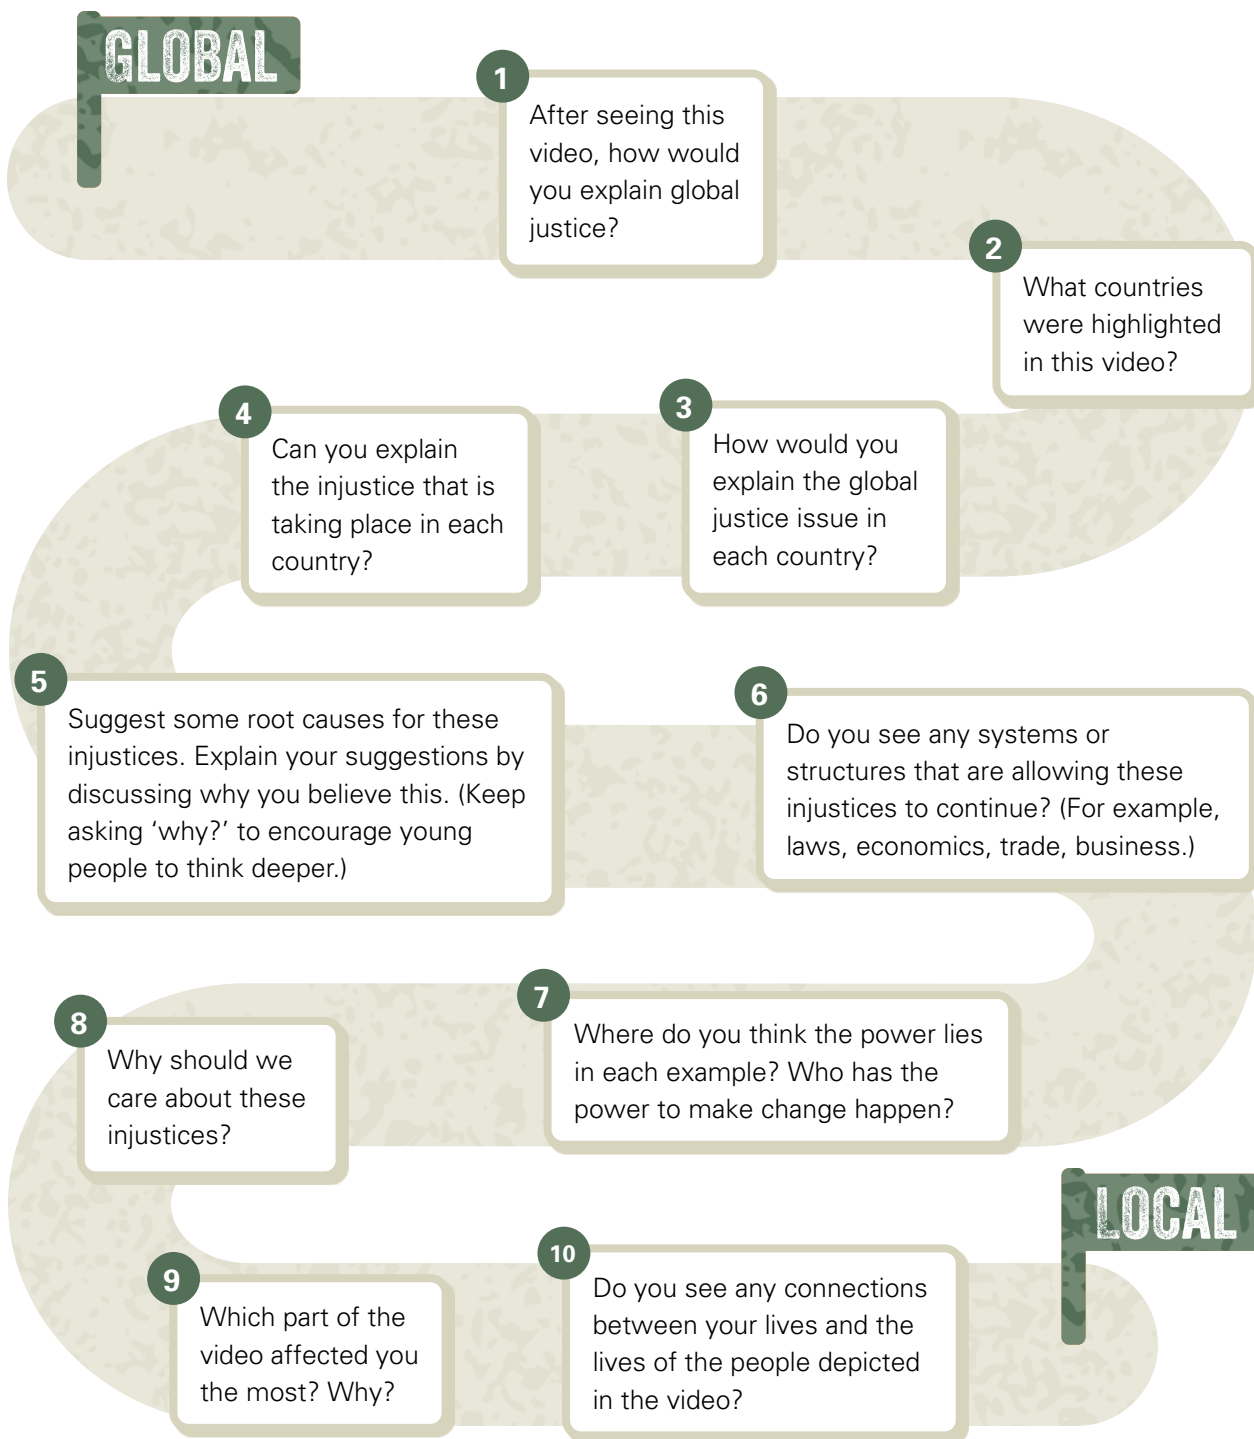 GLOBAL
1
After seeing this
video, how would
you explain global
justice?
2
What countries
were highlighted
in this video?
3
How would you
explain the global
justice issue in
each country?
4
Can you explain
the injustice that is
taking place in each
country?
5
Suggest some root causes for these
injustices. Explain your suggestions by
discussing why you believe this. (Keep
asking ‘why?’ to encourage young
people to think deeper.)
6
Do you see any systems or
structures that are allowing these
injustices to continue? (For example,
laws, economics, trade, business.)
7
Where do you think the power lies
in each example? Who has the
power to make change happen?
8
Why should we
care about these
injustices?
9
Which part of the
video affected you
the most? Why?
10
Do you see any connections
between your lives and the
lives of the people depicted
in the video?
LOCAL